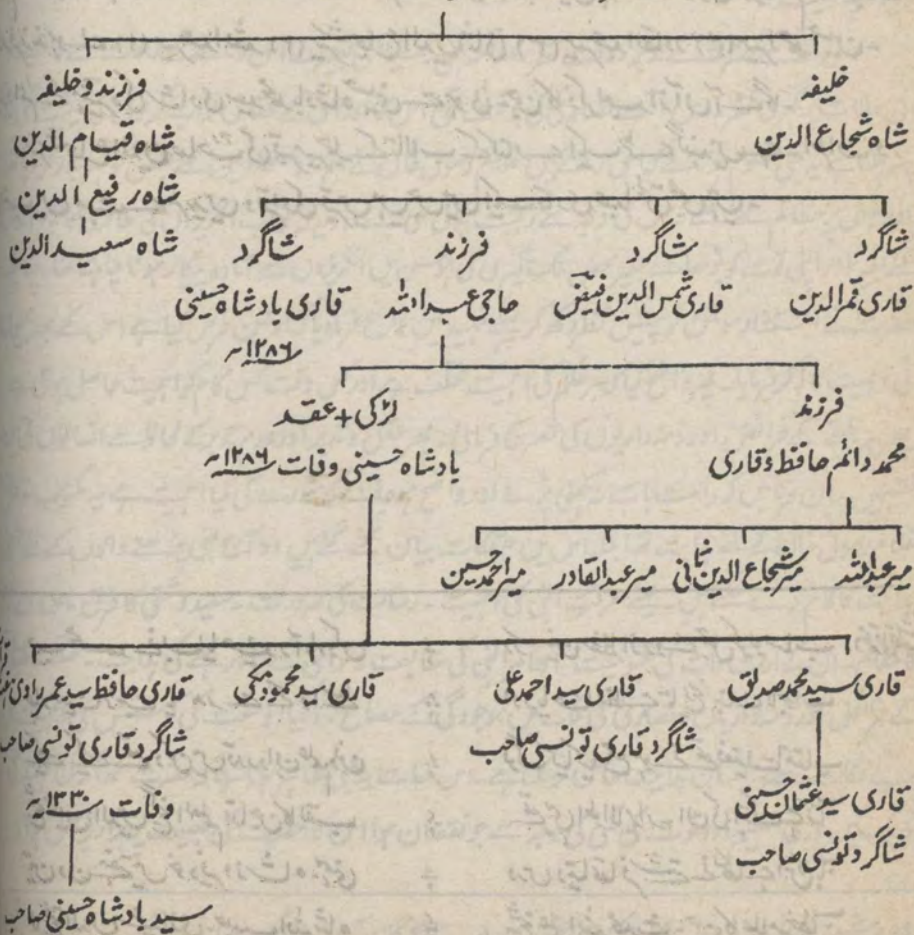 خلیفہ فرزند و خلیفہ
شاہ شجاع الدین شاہ قیام الدین
شاہ رفیع الدین
شاگرد شاگرد فرزند شاگرد شاہ سعید الدین
قاری قمر الدین قاری شمس الدین فیض حاجی عبداللہ قاری بادشاہ حسینی
۱۲۸۶ھ
فرزند لڑکی + عقد
محمد دائم حافظ و قاری بادشاہ حسینی وفات ۱۲۸۶ھ
میر عبداللہ میر شجاع الدین ثانی میر عبدالقادر میر احمد حسین
قاری سید محمد صدیق قاری سید احمد علی قاری سید محمود مکی قاری حافظ سید عمر
شاگرد قاری تونسی صاحب شاگرد قاری تونسی صاحب
قاری سید عثمان حسینی وفات ۱۳۳۰ھ
شاگرد تونسی صاحب
سید بادشاہ حسینی صاحب